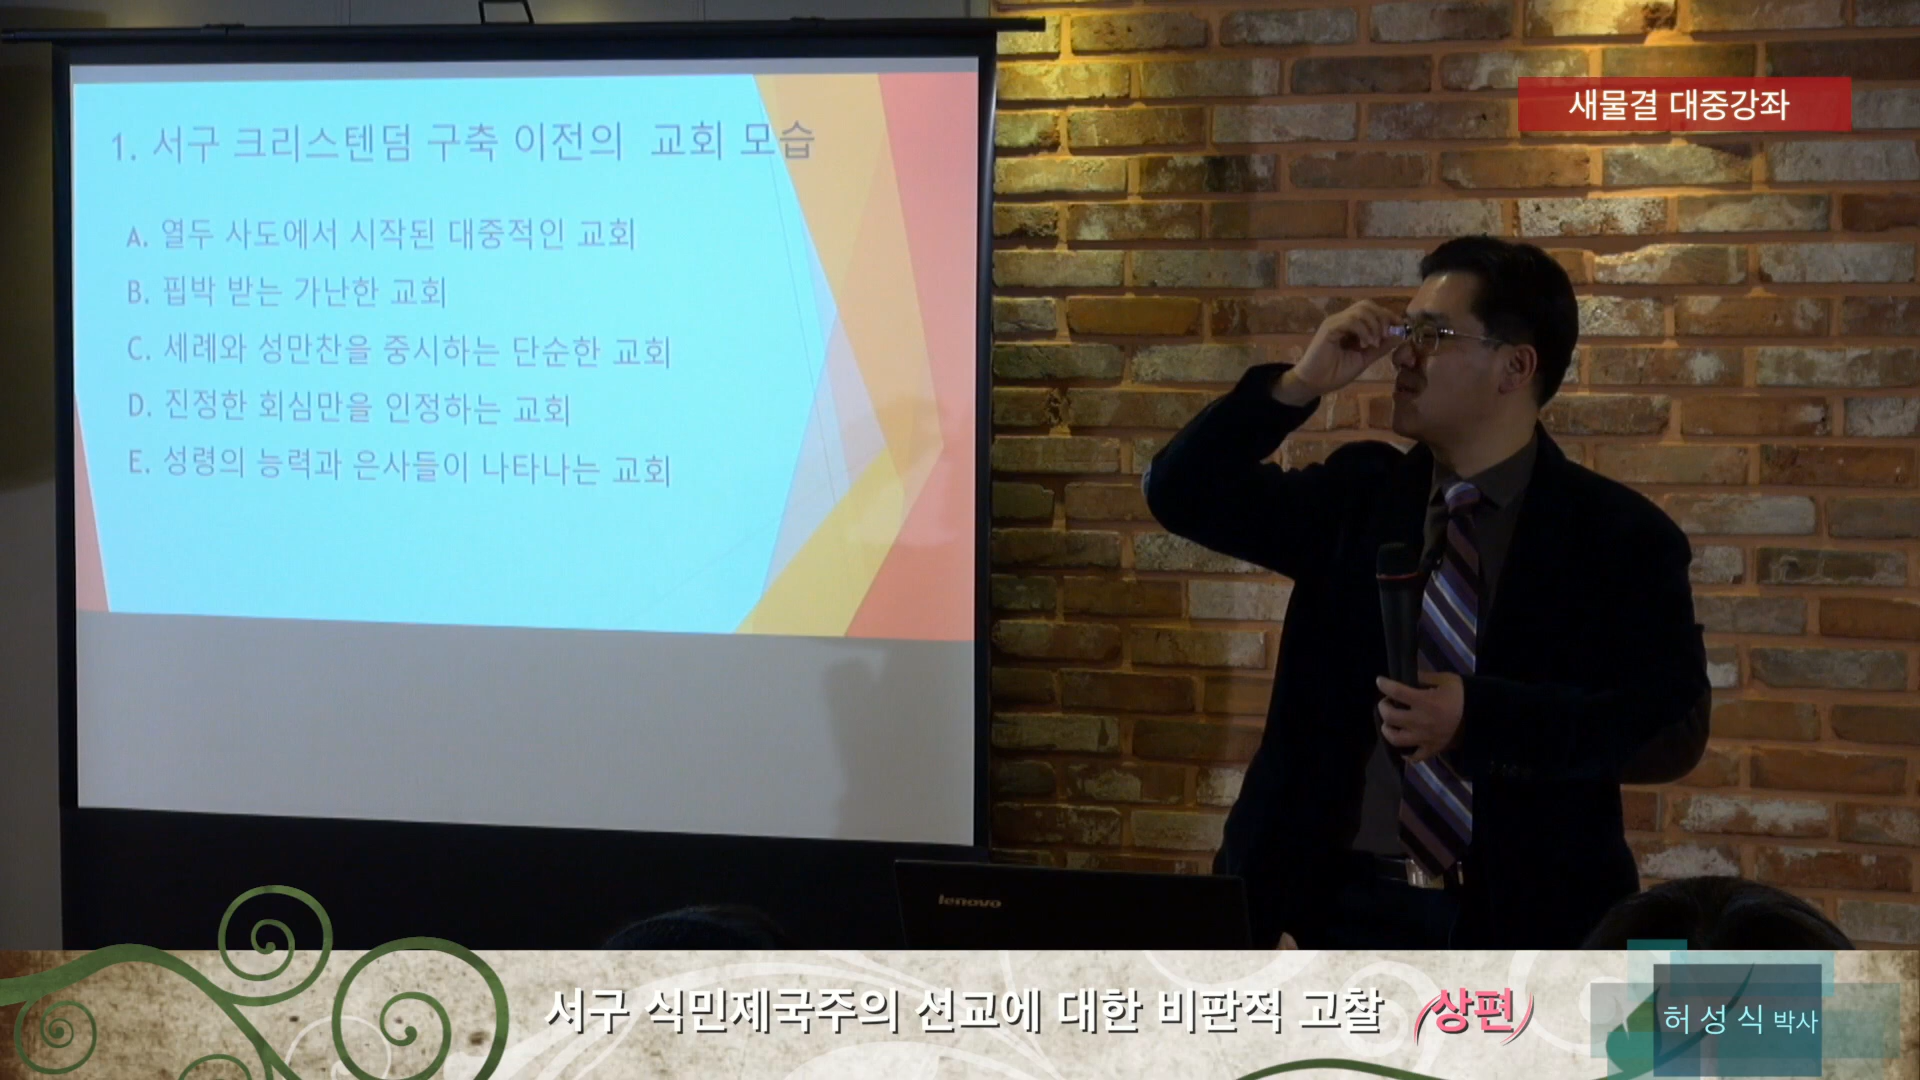 새물결 대중강좌
1. 서구 크리스텐덤 구축 이전의 교회 모습
A. 열두 사도에서 시작된 대중적인 교회
B. 핍박 받는 가난한 교회
C. 세례와 성만찬을 중시하는 단순한 교회
D. 진정한 회심만을 인정하는 교회
E. 성령의 능력과 은사들이 나타나는 교회
lenovo
서구 식민제국주의 선교에 대한 비판적 고찰 (상편)
허성식 박사